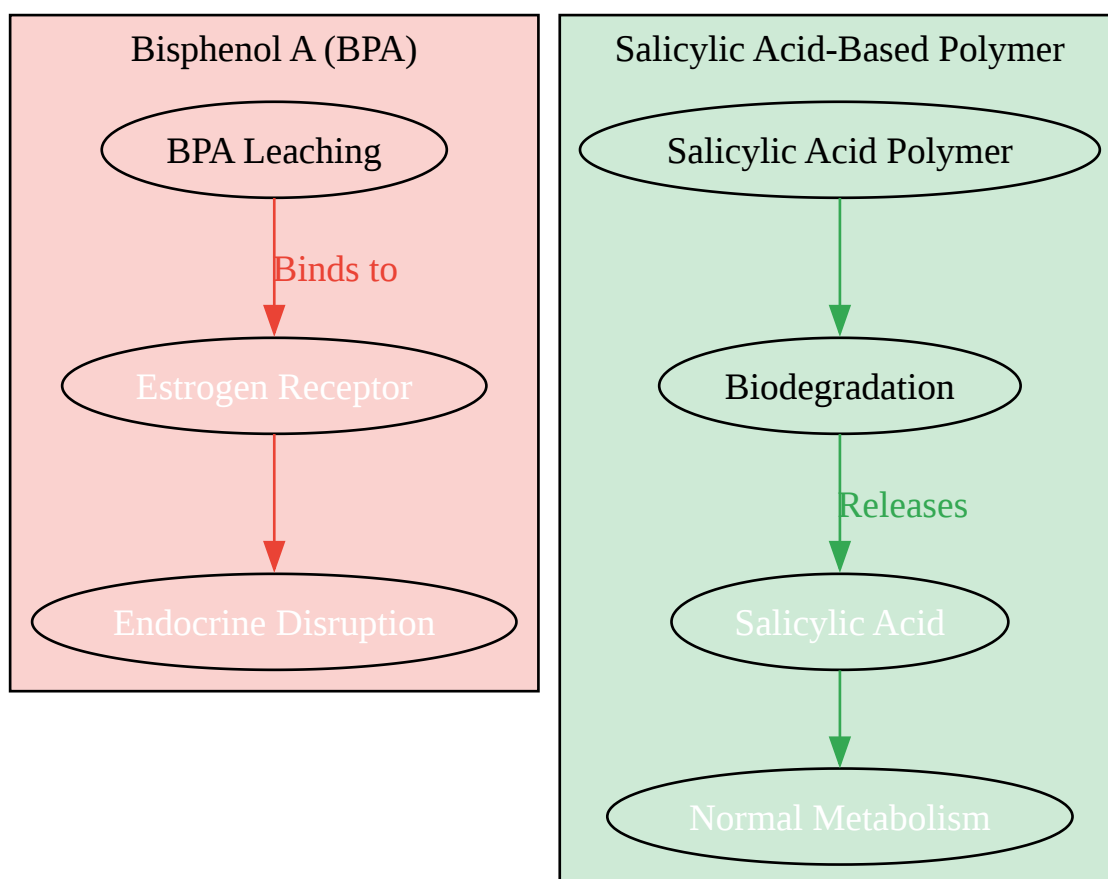 Bisphenol A (BPA)
BPA Leaching
Binds to
Estrogen Receptor
Endocrine Disruption
Salicylic Acid-Based Polymer
Salicylic Acid Polymer
Biodegradation
Releases
Salicylic Acid
Normal Metabolism